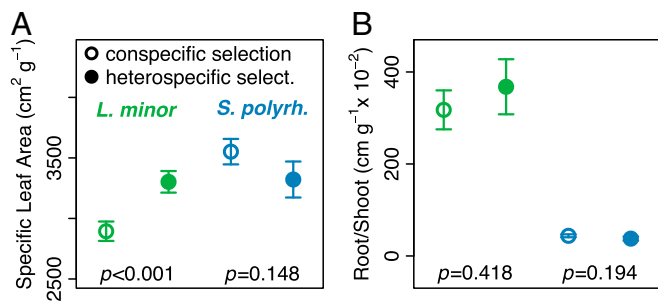 A
Specific Leaf Area (cm² g⁻¹)
3500
2500
conspecific selection
heterospecific select.
L. minor S. polyrh.
p<0.001 p=0.148
B
Root/Shoot (cm g⁻¹x 10⁻²)
400
200
0
p=0.418 p=0.194